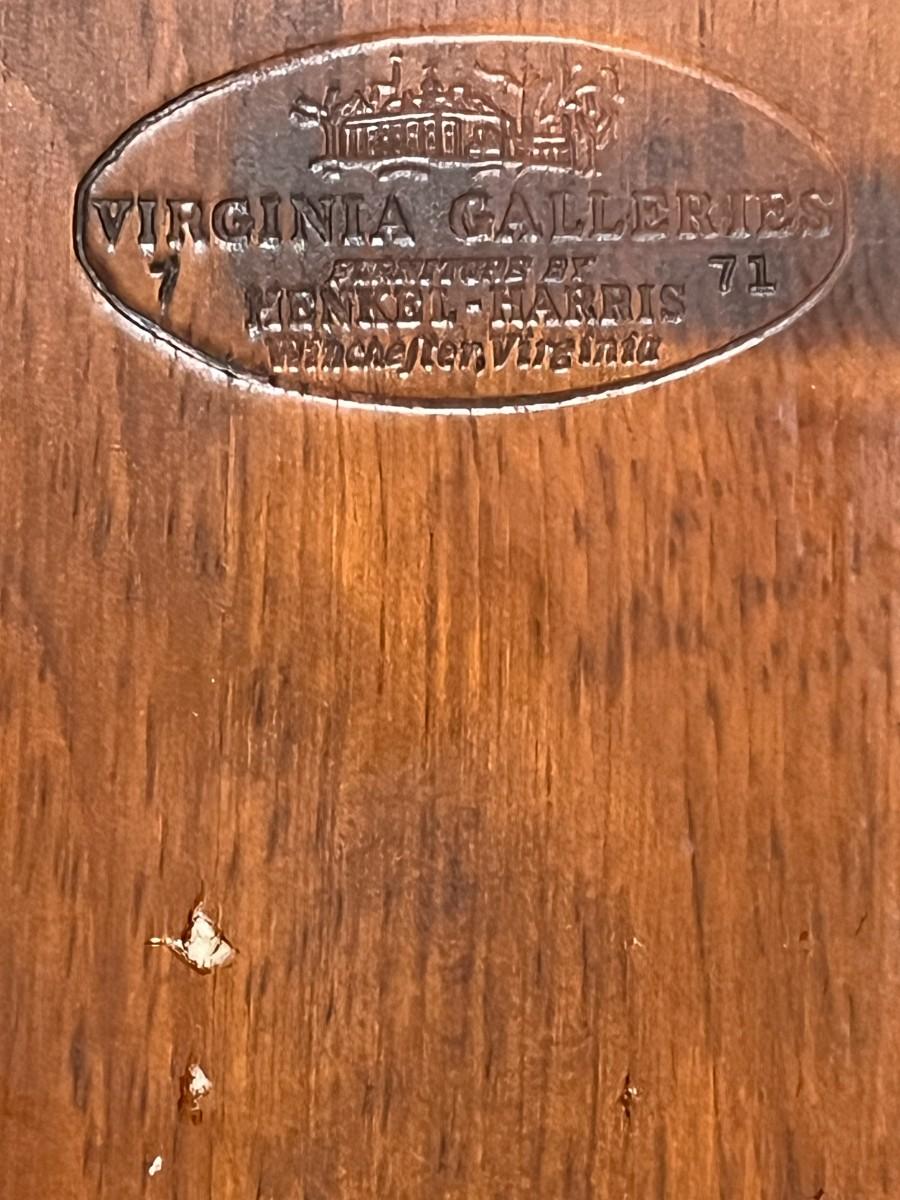 VIRGINIA GALLERIES
7 FURNITURE BY 71
HENKEL-HARRIS
Winchester, Virginia